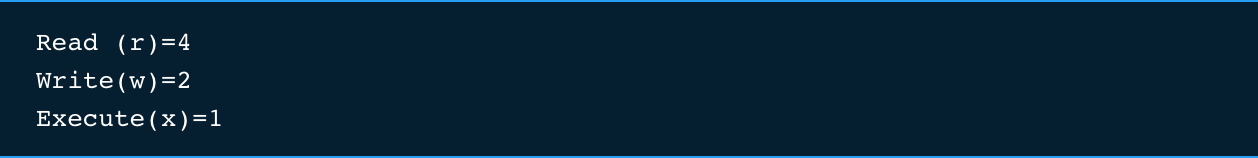 Read (r)=4
Write(w)=2
Execute(x)=1